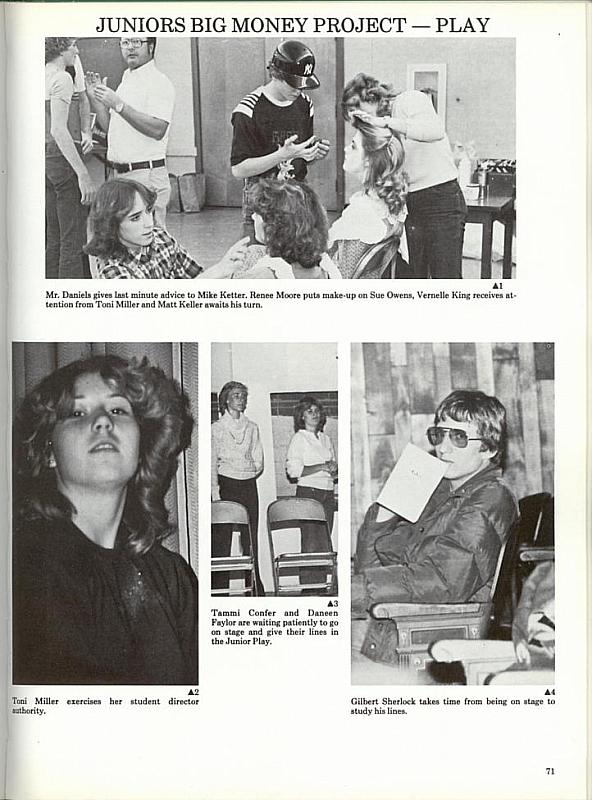 JUNIORS BIG MONEY PROJECT — PLAY
▲1
Mr. Daniels gives last minute advice to Mike Ketter. Renee Moore puts make-up on Sue Owens, Vernelle King receives at-
tention from Toni Miller and Matt Keller awaits his turn.
▲2
Toni Miller exercises her student director
authority.
▲3
Tammi Confer and Daneen
Faylor are waiting patiently to go
on stage and give their lines in
the Junior Play.
▲4
Gilbert Sherlock takes time from being on stage to
study his lines.
71